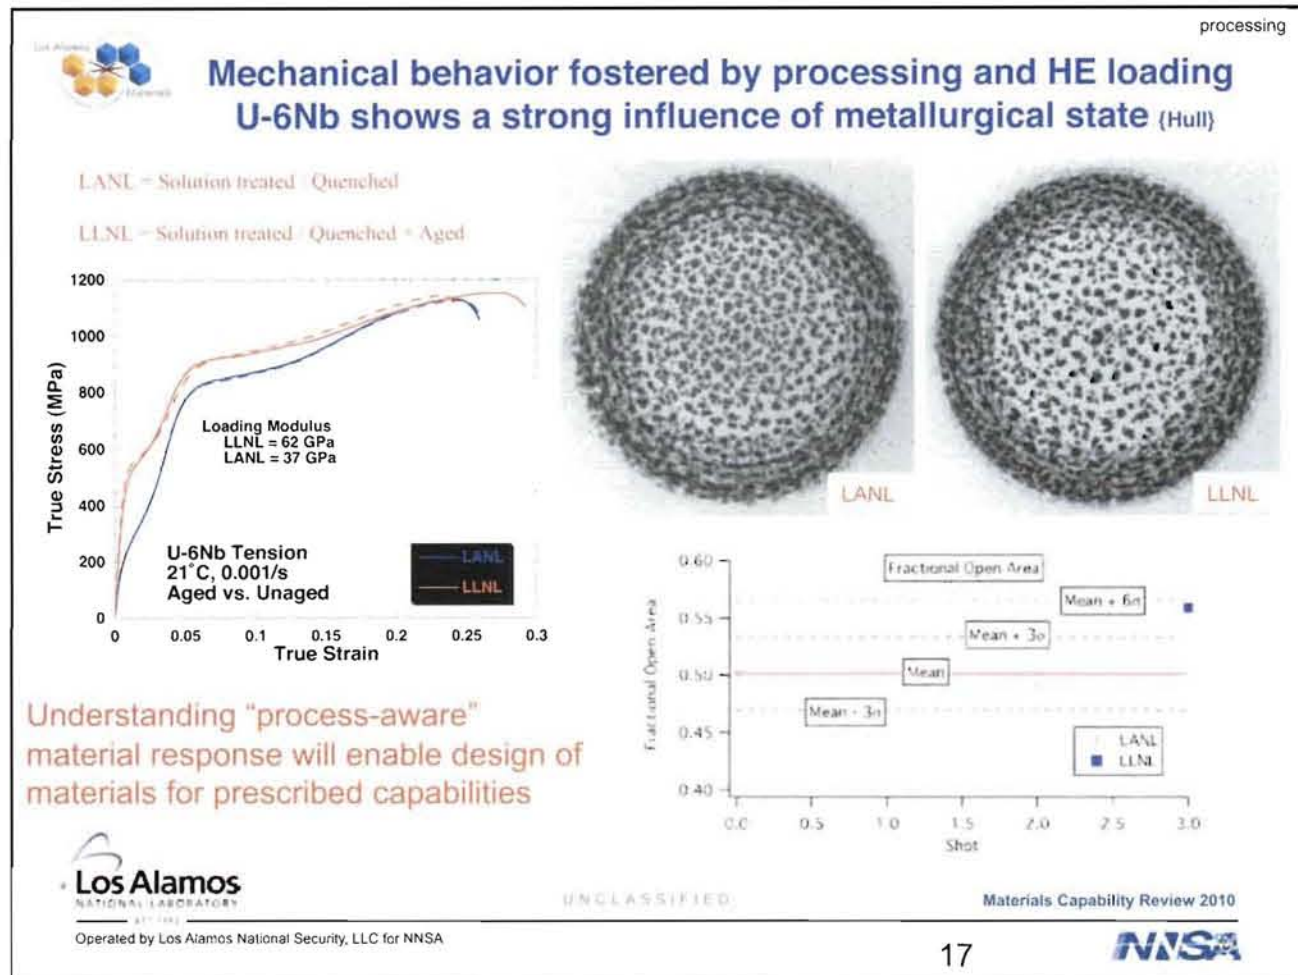 processing
Los Alamos
Materials
Mechanical behavior fostered by processing and HE loading
U-6Nb shows a strong influence of metallurgical state {Hull}
LANL = Solution treated / Quenched
LLNL = Solution treated / Quenched + Aged
1200
1000
800
600
400
200
0
True Stress (MPa)
Loading Modulus
LLNL = 62 GPa
LANL = 37 GPa
U-6Nb Tension
21°C, 0.001/s
Aged vs. Unaged
LANL
LLNL
0 0.05 0.1 0.15 0.2 0.25 0.3
True Strain
LANL
LLNL
0.60
0.55
0.50
0.45
0.40
Fractional Open Area
Fractional Open Area
Mean + 6σ
Mean + 3σ
Mean
Mean - 3σ
LANL
LLNL
0.0 0.5 1.0 1.5 2.0 2.5 3.0
Shot
Understanding "process-aware"
material response will enable design of
materials for prescribed capabilities
Los Alamos
NATIONAL LABORATORY
UNCLASSIFIED
Materials Capability Review 2010
Operated by Los Alamos National Security, LLC for NNSA
17
NNSA